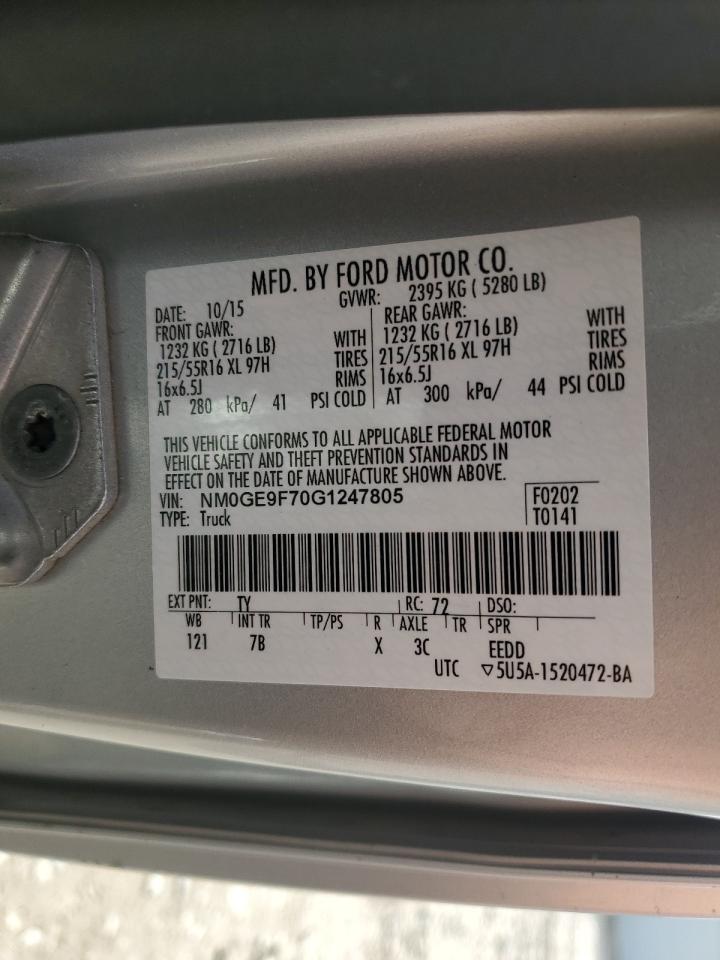 MFD. BY FORD MOTOR CO.
DATE: 10/15 GVWR: 2395 KG ( 5280 LB)
FRONT GAWR: WITH
1232 KG ( 2716 LB) TIRES
215/55R16 XL 97H RIMS
16x6.5J
AT 280 kPa/ 41 PSI COLD
REAR GAWR: WITH
1232 KG ( 2716 LB) TIRES
215/55R16 XL 97H RIMS
16x6.5J
AT 300 kPa/ 44 PSI COLD
THIS VEHICLE CONFORMS TO ALL APPLICABLE FEDERAL MOTOR
VEHICLE SAFETY AND THEFT PREVENTION STANDARDS IN
EFFECT ON THE DATE OF MANUFACTURE SHOWN ABOVE.
VIN: NM0GE9F70G1247805 F0202
TYPE: Truck T0141
EXT PNT: TY RC: 72 DSO:
WB INT TR TP/PS R AXLE TR SPR
121 7B X 3C EEDD
UTC ▽5U5A-1520472-BA